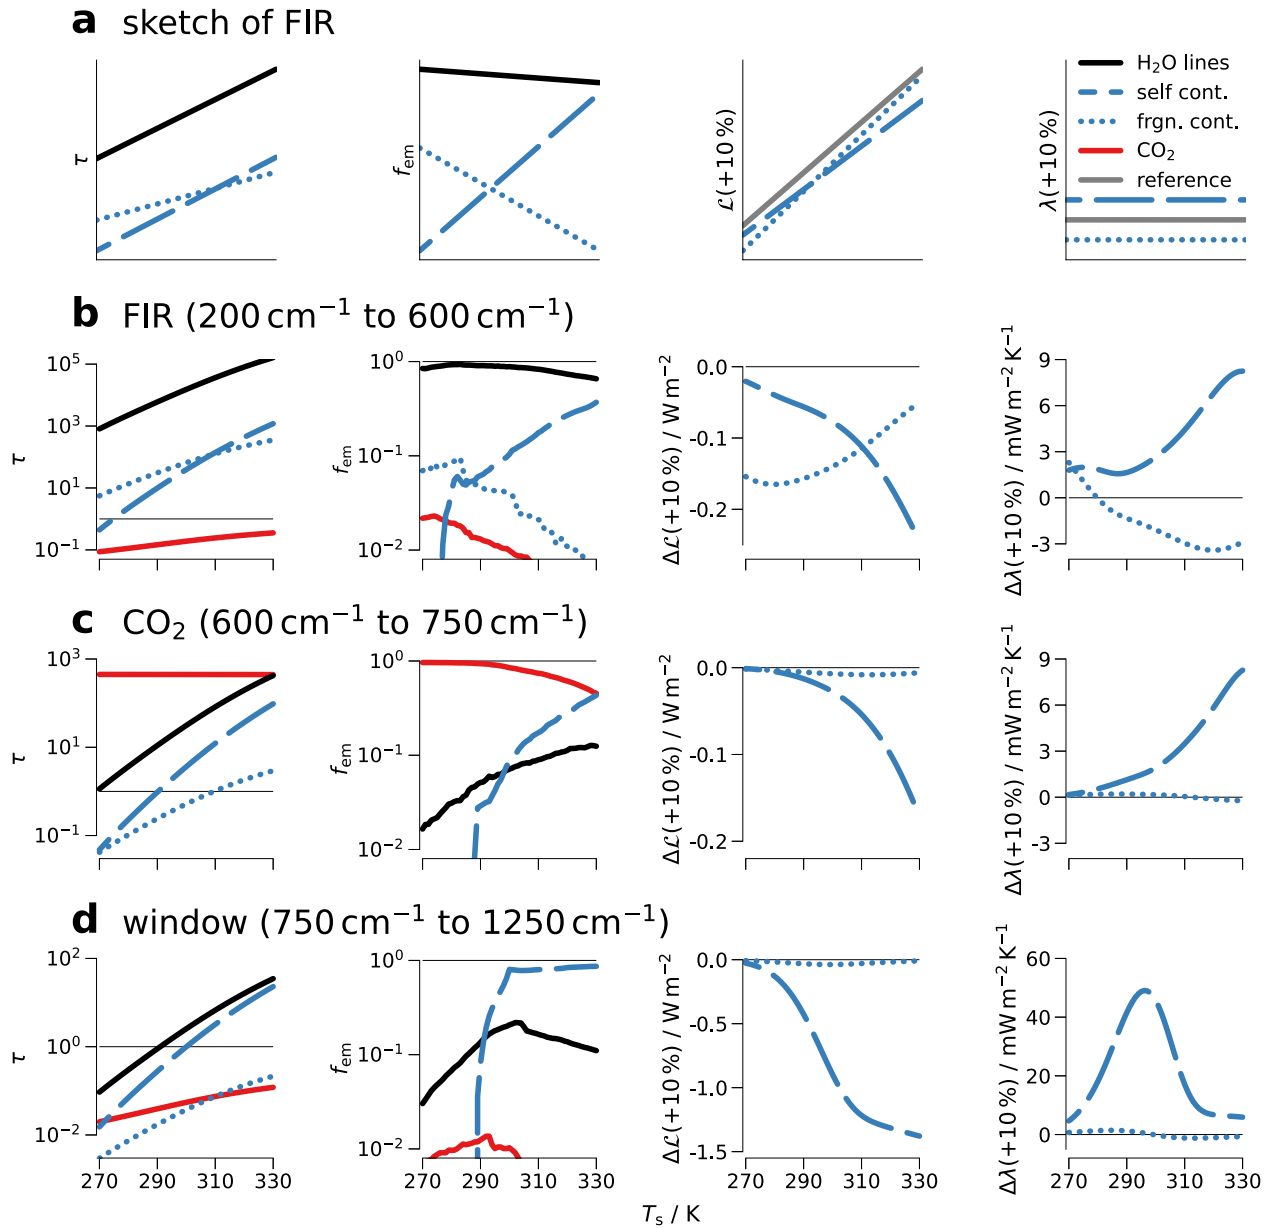 a sketch of FIR
τ
f_em
ℒ(+10 %)
λ(+10 %)
H₂O lines
self cont.
frgn. cont.
CO₂
reference
b FIR (200 cm⁻¹ to 600 cm⁻¹)
τ
10⁵
10³
10¹
10⁻¹
f_em
10⁰
10⁻¹
10⁻²
Δℒ(+10 %) / W m⁻²
0.0
-0.1
-0.2
Δλ(+10 %) / mW m⁻² K⁻¹
9
6
3
0
-3
c CO₂ (600 cm⁻¹ to 750 cm⁻¹)
τ
10³
10¹
10⁻¹
f_em
10⁰
10⁻¹
10⁻²
Δℒ(+10 %) / W m⁻²
0.0
-0.1
-0.2
Δλ(+10 %) / mW m⁻² K⁻¹
9
6
3
0
-3
d window (750 cm⁻¹ to 1250 cm⁻¹)
τ
10²
10⁰
10⁻²
f_em
10⁰
10⁻¹
10⁻²
Δℒ(+10 %) / W m⁻²
0.0
-0.5
-1.0
-1.5
Δλ(+10 %) / mW m⁻² K⁻¹
60
40
20
0
270 290 310 330
270 290 310 330
270 290 310 330
270 290 310 330
T_s / K